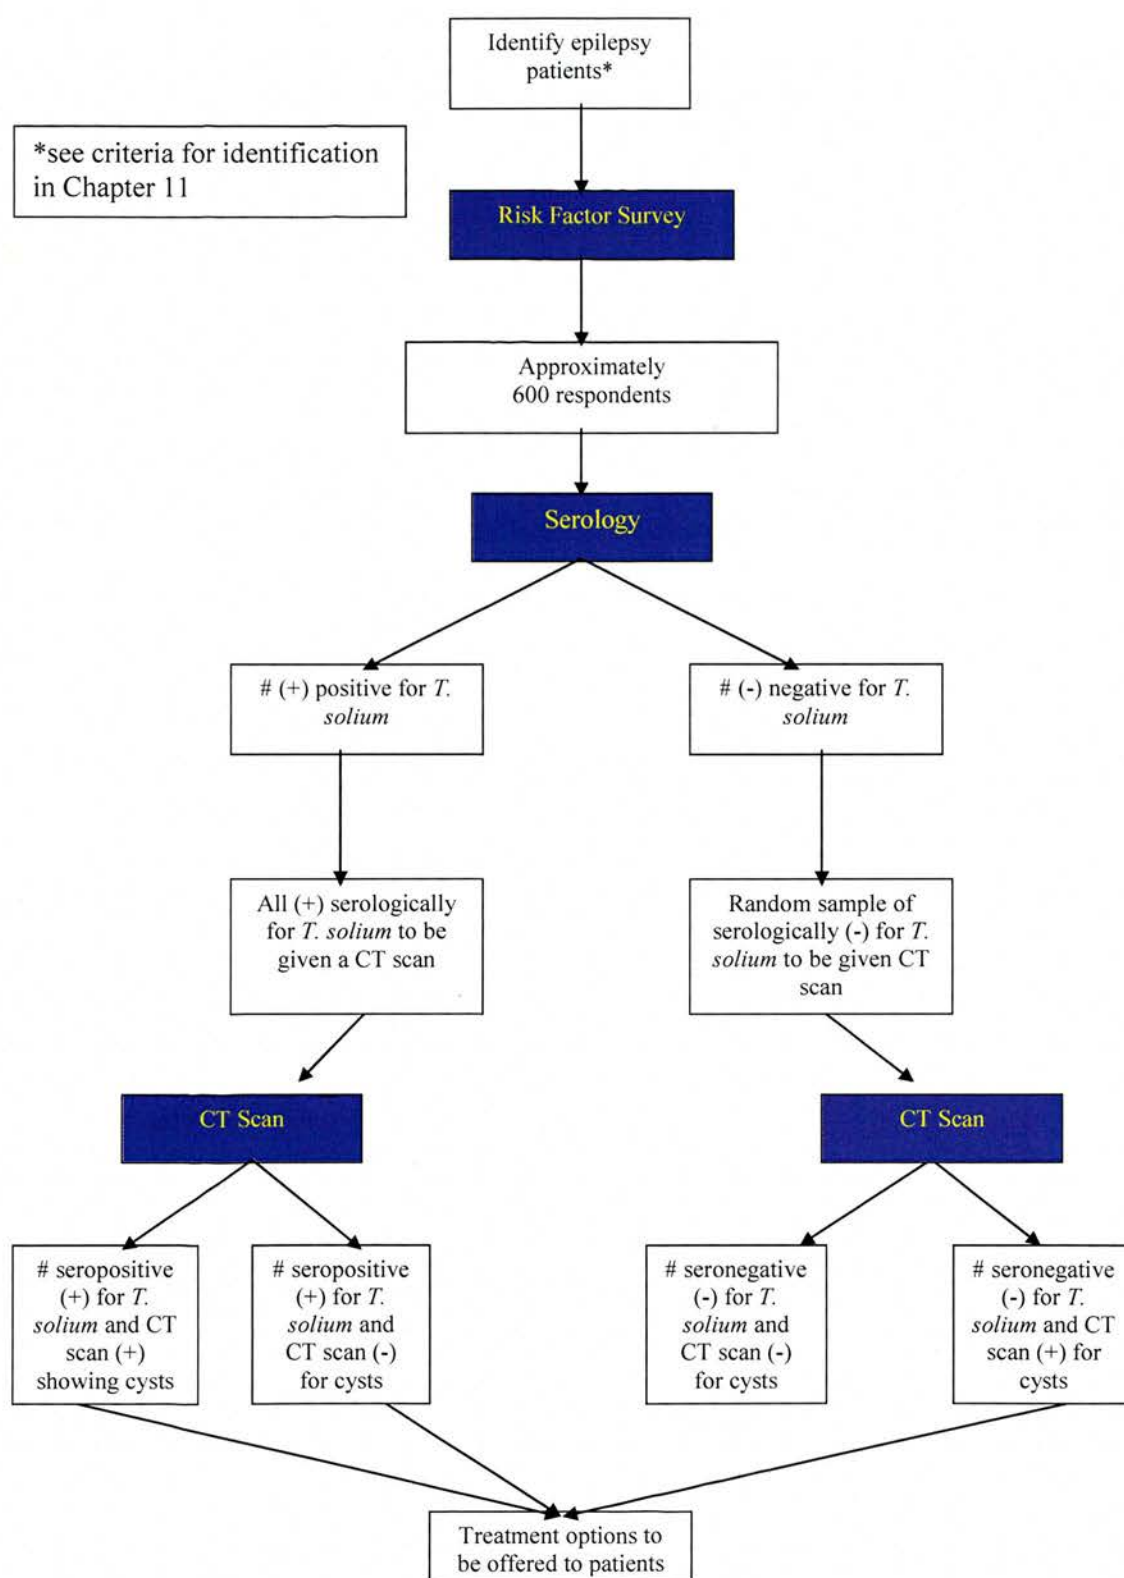 Identify epilepsy
patients*
*see criteria for identification
in Chapter 11
Risk Factor Survey
Approximately
600 respondents
Serology
# (+) positive for T.
solium
# (-) negative for T.
solium
All (+) serologically
for T. solium to be
given a CT scan
Random sample of
serologically (-) for T.
solium to be given CT
scan
CT Scan
CT Scan
# seropositive
(+) for T.
solium and CT
scan (+)
showing cysts
# seropositive
(+) for T.
solium and
CT scan (-)
for cysts
# seronegative
(-) for T.
solium and
CT scan (-)
for cysts
# seronegative
(-) for T.
solium and CT
scan (+) for
cysts
Treatment options to
be offered to patients